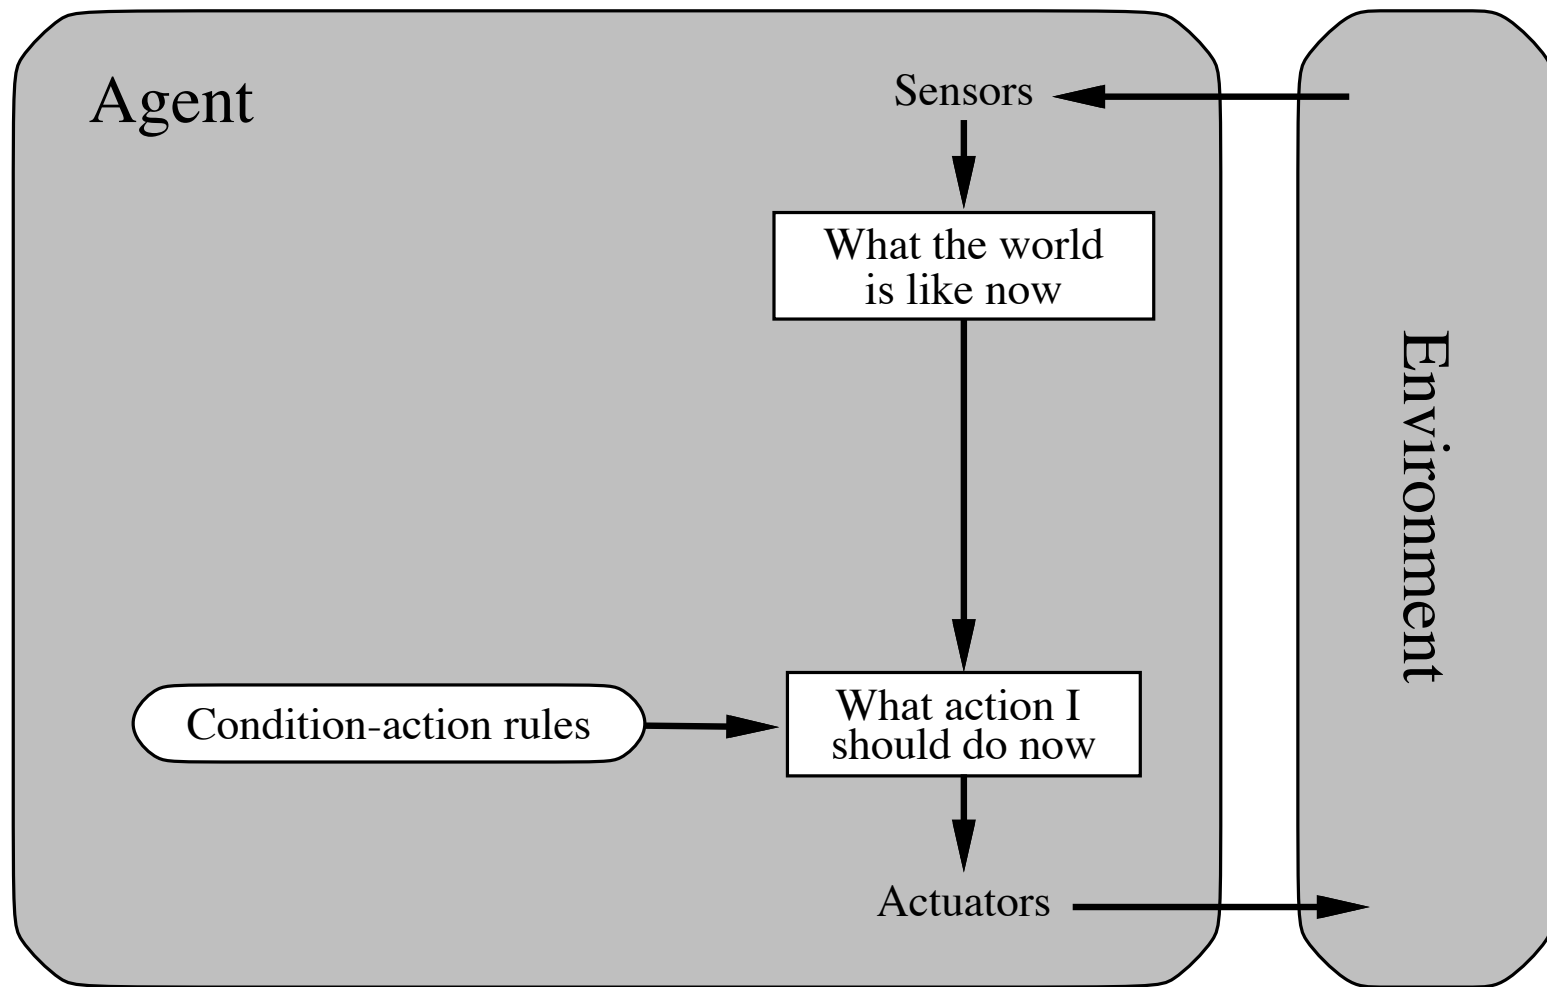 Agent
Sensors
What the world
is like now
Environment
Condition-action rules
What action I
should do now
Actuators